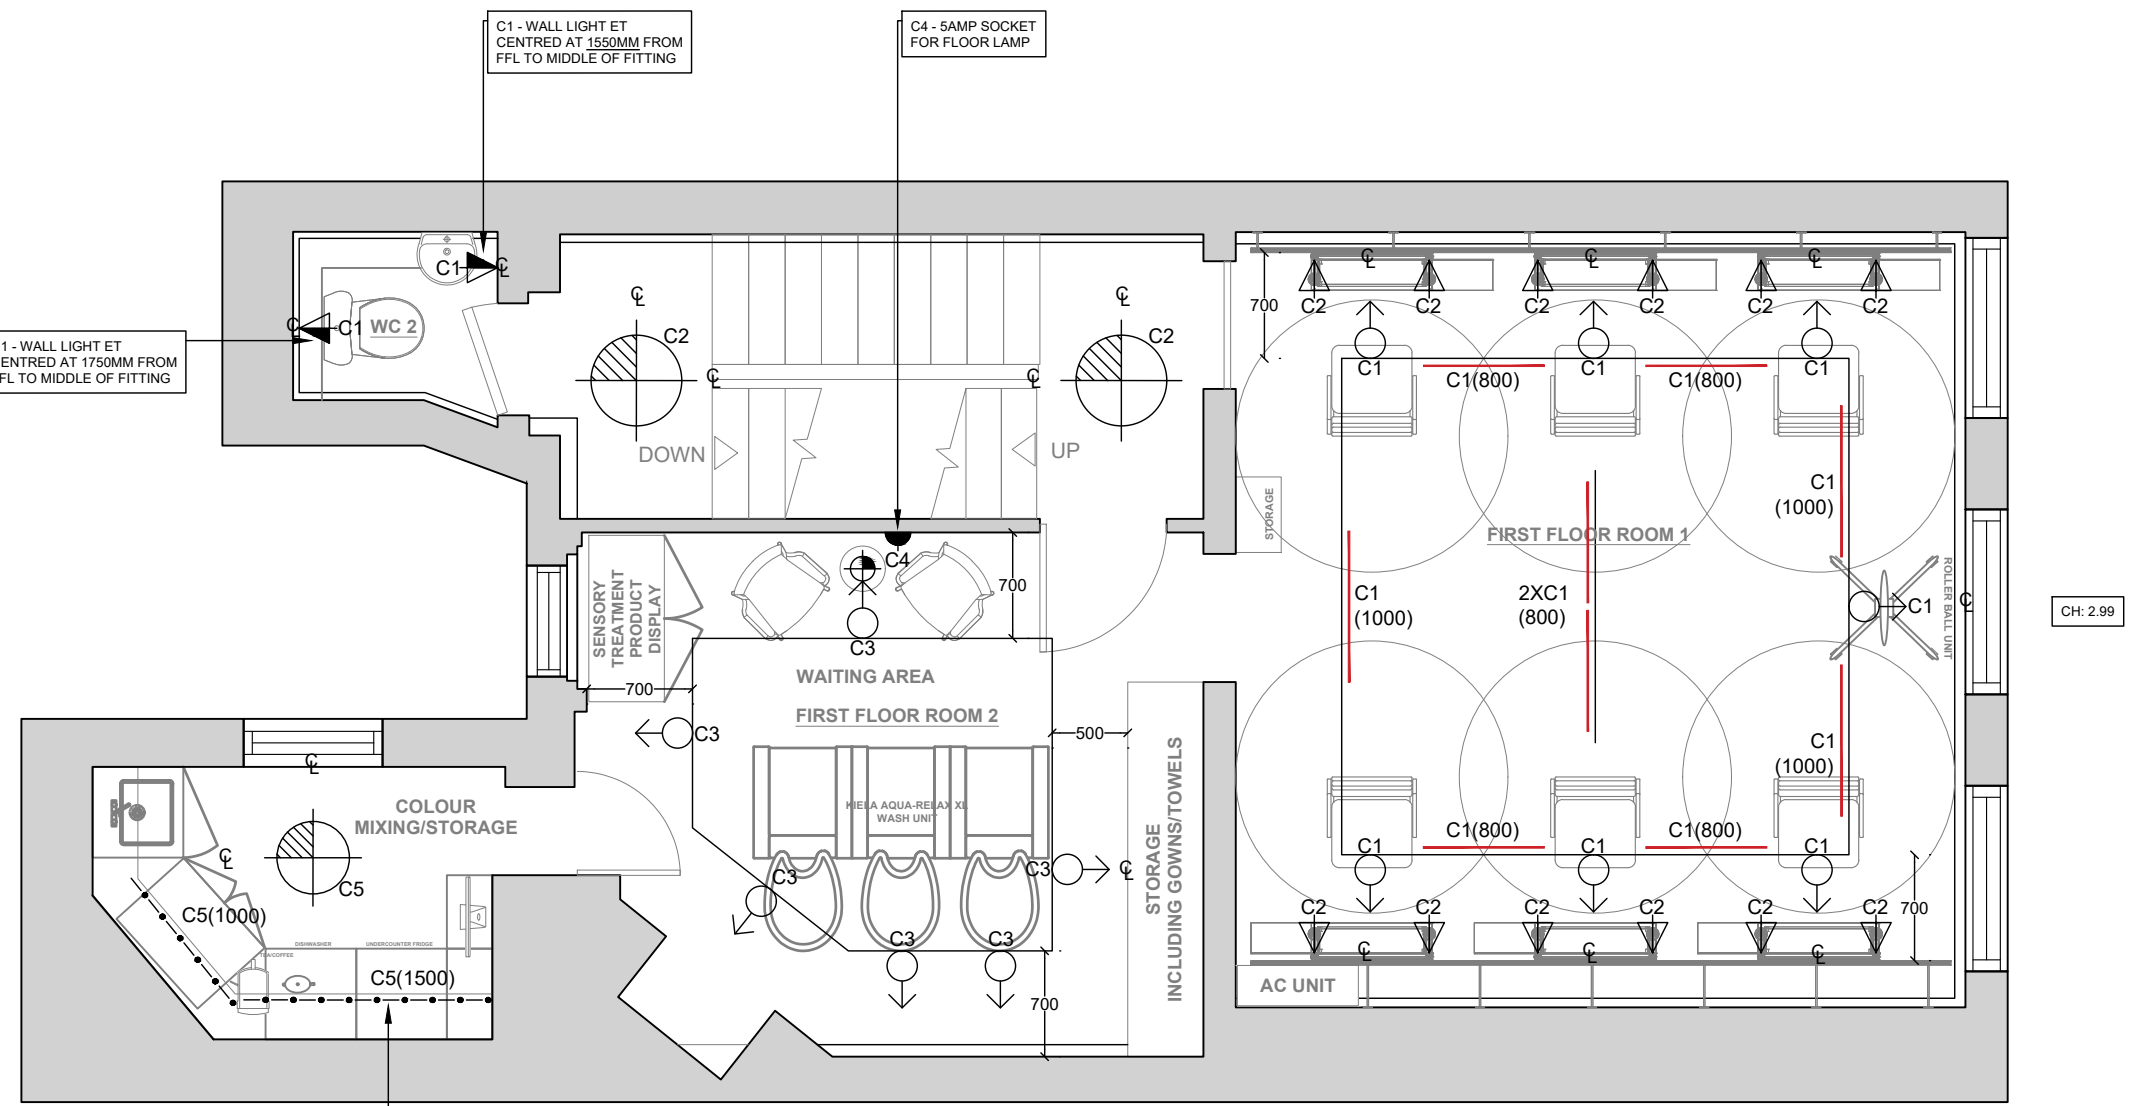 C1 - WALL LIGHT ET
CENTRED AT 1550MM FROM
FFL TO MIDDLE OF FITTING
C4 - 5AMP SOCKET
FOR FLOOR LAMP
1 - WALL LIGHT ET
ENTRED AT 1750MM FROM
FL TO MIDDLE OF FITTING
C1
C1
WC 2
C2
C2
DOWN
UP
700
C2
C2
C2
C2
C2
C2
C1
C1
C1
C1(800)
C1(800)
C1
(1000)
STORAGE
FIRST FLOOR ROOM 1
C1
(1000)
2XC1
(800)
C1
ROLLER BALL UNIT
CH: 2.99
C1
(1000)
C1(800)
C1(800)
C1
C1
C1
C2
C2
C2
C2
C2
C2
700
AC UNIT
C4
SENSORY
TREATMENT
PRODUCT
DISPLAY
700
C3
WAITING AREA
700
FIRST FLOOR ROOM 2
C3
500
KIELA AQUA-RELAX XL
WASH UNIT
C3
C3
C3
C3
700
STORAGE
INCLUDING GOWNS/TOWELS
COLOUR
MIXING/STORAGE
C5
C5(1000)
DISHWASHER
UNDERCOUNTER FRIDGE
TEA/COFFEE
C5(1500)